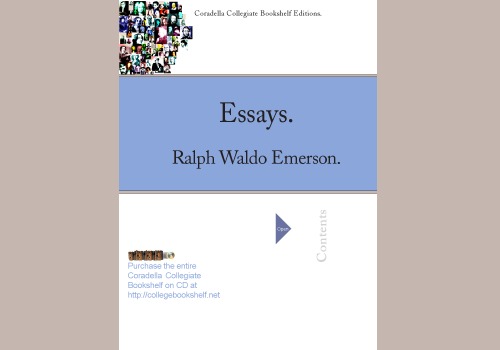 Coradella Collegiate Bookshelf Editions.
Essays.
Ralph Waldo Emerson.
Open
Contents
Purchase the entire
Coradella Collegiate
Bookshelf on CD at
http://collegebookshelf.net